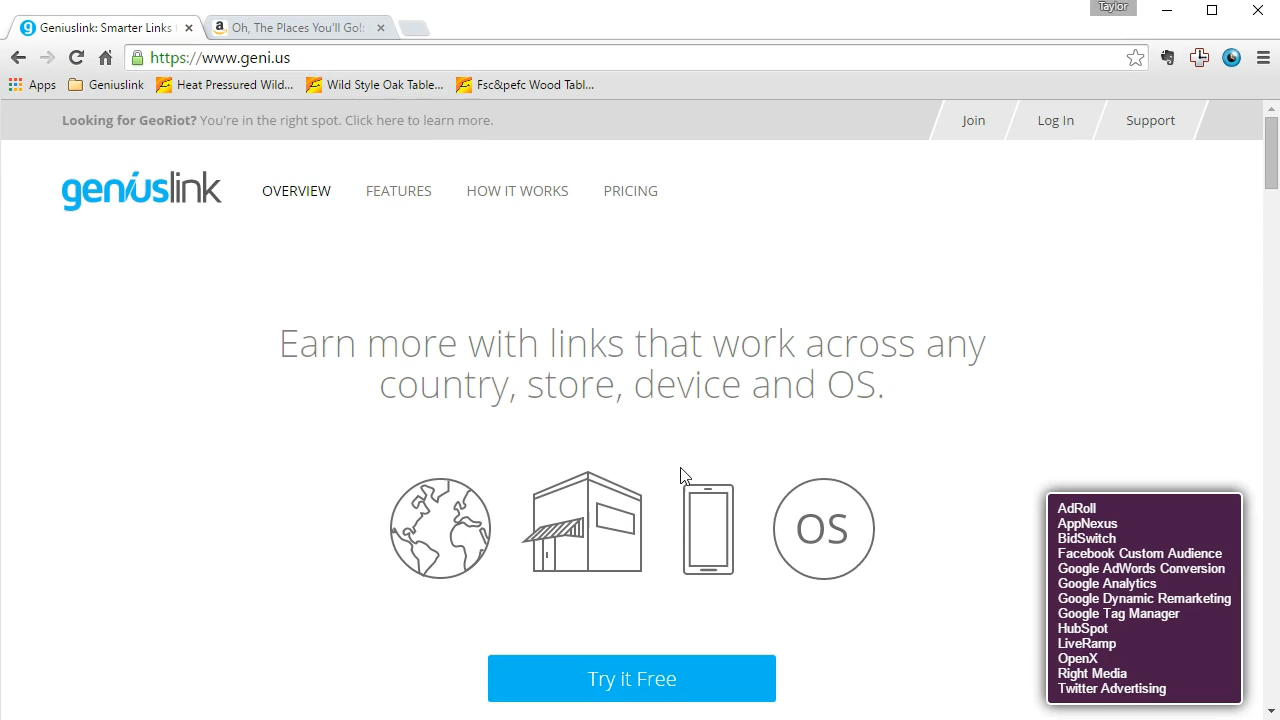 Taylor
Geniuslink: Smarter Links
Oh, The Places You'll Go!:
https://www.geni.us
Apps
Geniuslink
Heat Pressured Wild...
Wild Style Oak Table...
Fsc&pefc Wood Tabl...
Looking for GeoRiot? You're in the right spot. Click here to learn more.
Join
Log In
Support
geniuslink
OVERVIEW
FEATURES
HOW IT WORKS
PRICING
Earn more with links that work across any
country, store, device and OS.
OS
Try it Free
AdRoll
AppNexus
BidSwitch
Facebook Custom Audience
Google AdWords Conversion
Google Analytics
Google Dynamic Remarketing
Google Tag Manager
HubSpot
LiveRamp
OpenX
Right Media
Twitter Advertising